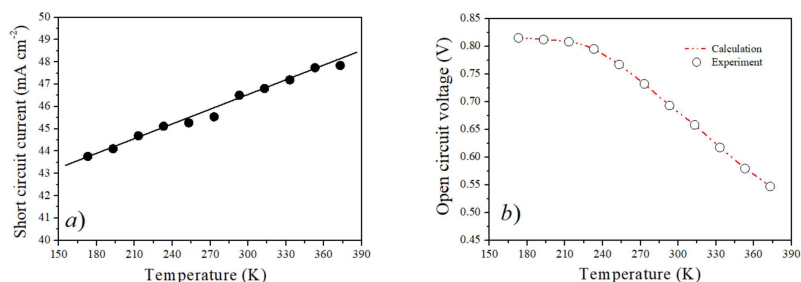 50
49
48
47
46
45
44
43
42
41
40
150 180 210 240 270 300 330 360 390
Short circuit current (mA cm⁻²)
Temperature (K)
a)
0.85
0.80
0.75
0.70
0.65
0.60
0.55
0.50
0.45
150 180 210 240 270 300 330 360 390
Open circuit voltage (V)
Temperature (K)
Calculation
Experiment
b)